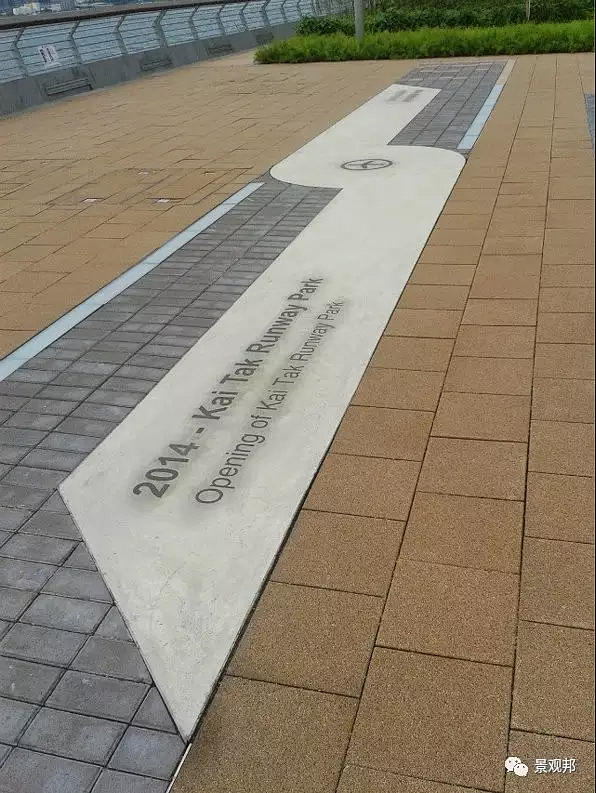 2014 - Kai Tak Runway Park
Opening of Kai Tak Runway Park
景观邦